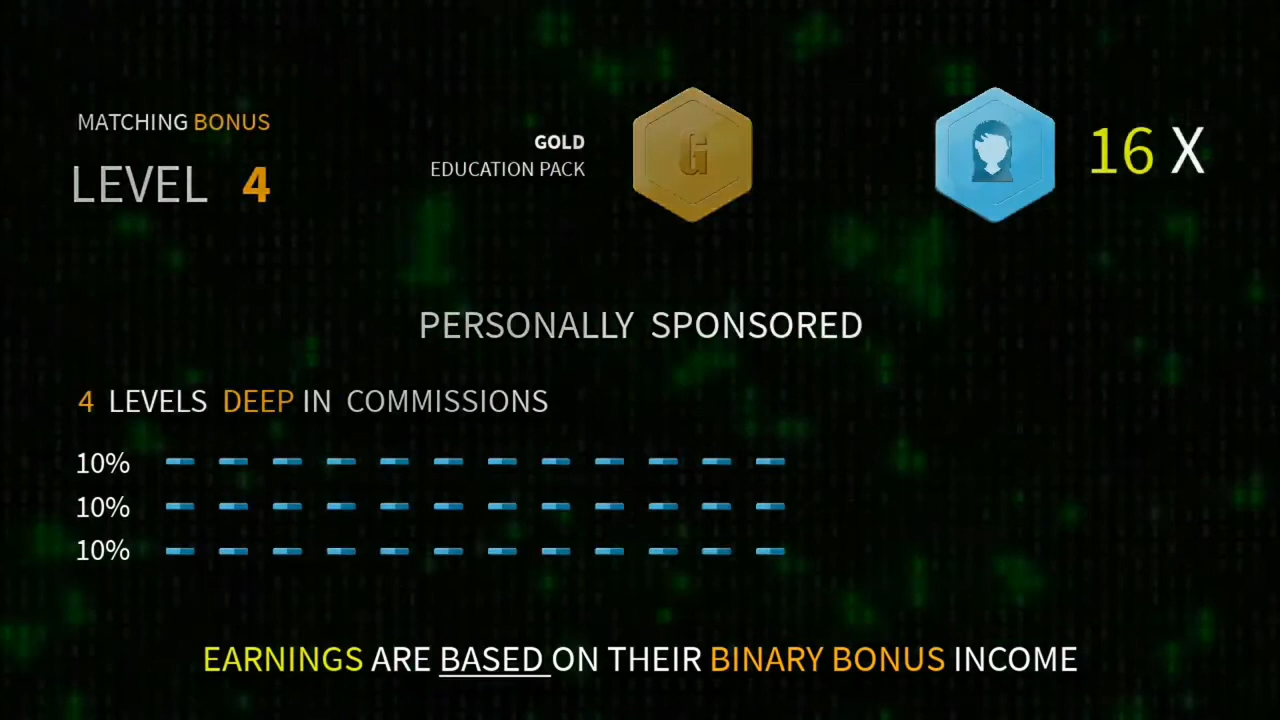 MATCHING BONUS
LEVEL 4
GOLD
EDUCATION PACK
G
16 X
PERSONALLY SPONSORED
4 LEVELS DEEP IN COMMISSIONS
10%
10%
10%
EARNINGS ARE BASED ON THEIR BINARY BONUS INCOME